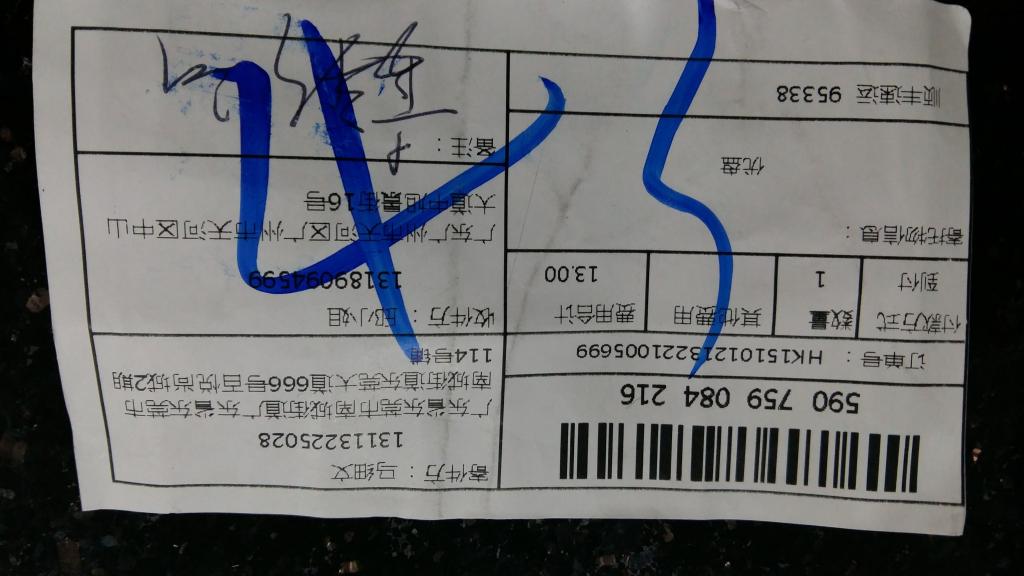 590 759 084 216
订单号： HK15101213221005699
付款方式 数量 其他费用 费用合计
到付 1 13.00
寄托物信息：
优盘
顺丰速运 95338
寄件方：马细文
13113225028
广东省东莞市南城街道广东省东莞市
南城街道东莞大道666号百悦尚城2期
114号铺
收件方：邱小姐
13189094599
广东广州市天河区广州市天河区中山
大道中旭景街16号
备注：